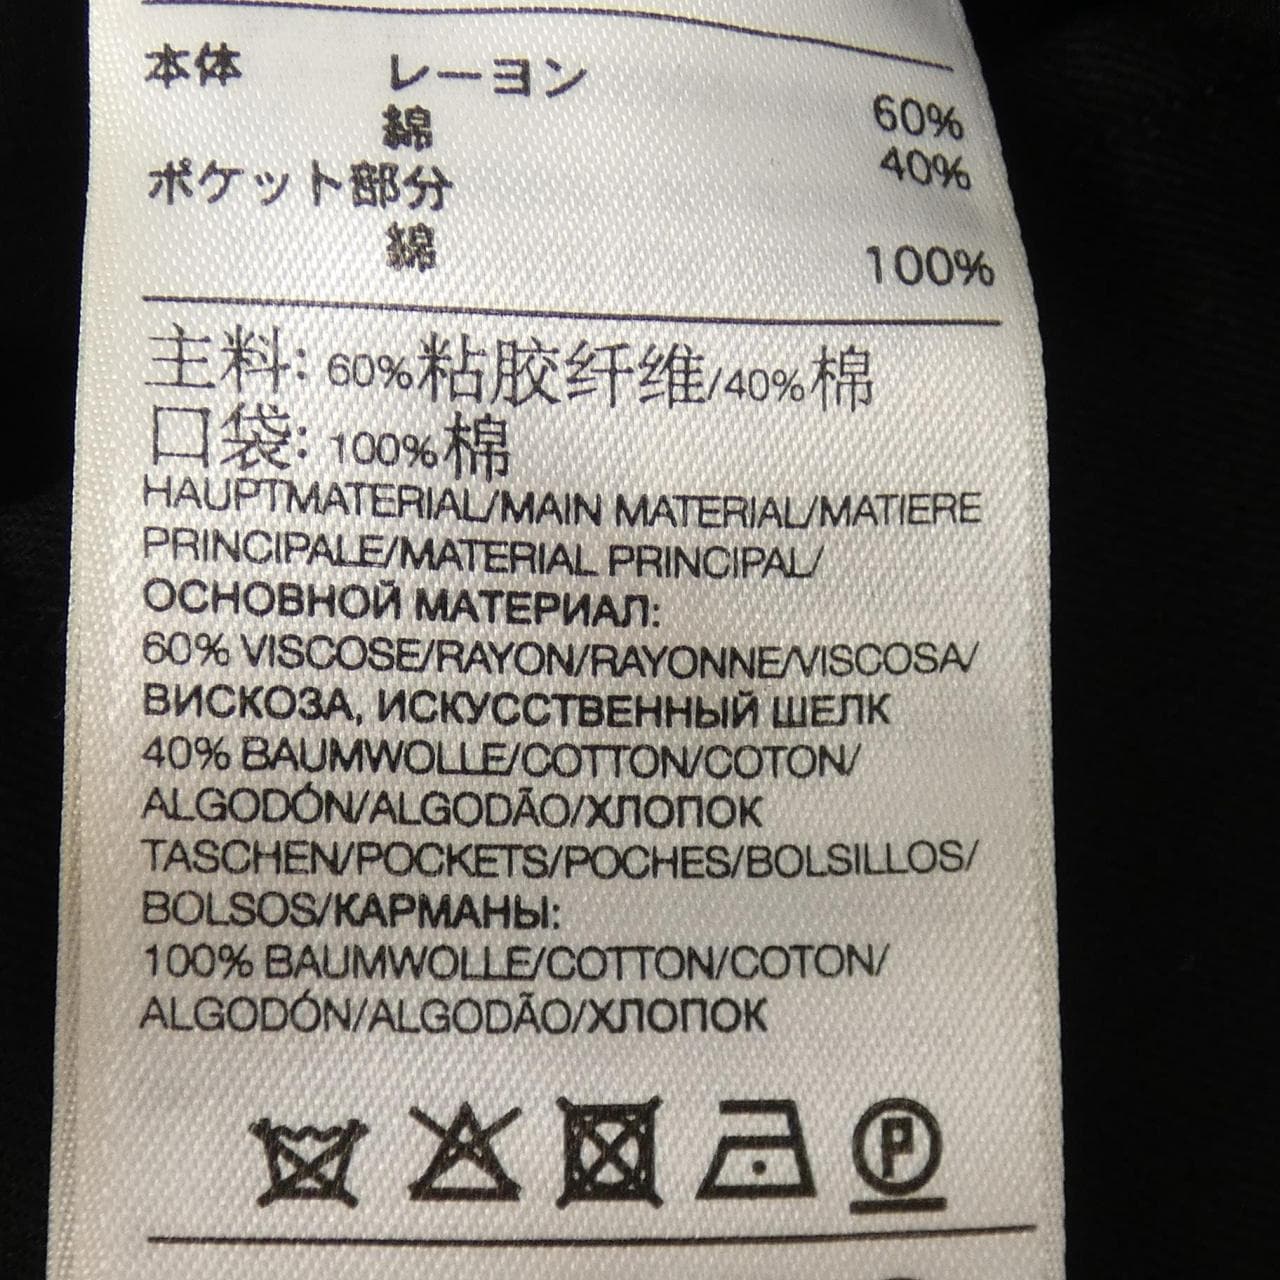 本体 レーヨン 60%
綿 40%
ポケット部分
綿 100%
主料: 60%粘胶纤维/40%棉
口袋: 100%棉
HAUPTMATERIAL/MAIN MATERIAL/MATIERE
PRINCIPALE/MATERIAL PRINCIPAL/
ОСНОВНОЙ МАТЕРИАЛ:
60% VISCOSE/RAYON/RAYONNE/VISCOSA/
ВИСКОЗА, ИСКУССТВЕННЫЙ ШЕЛК
40% BAUMWOLLE/COTTON/COTON/
ALGODÓN/ALGODÃO/ХЛОПОК
TASCHEN/POCKETS/POCHES/BOLSILLOS/
BOLSOS/КАРМАНЫ:
100% BAUMWOLLE/COTTON/COTON/
ALGODÓN/ALGODÃO/ХЛОПОК
P